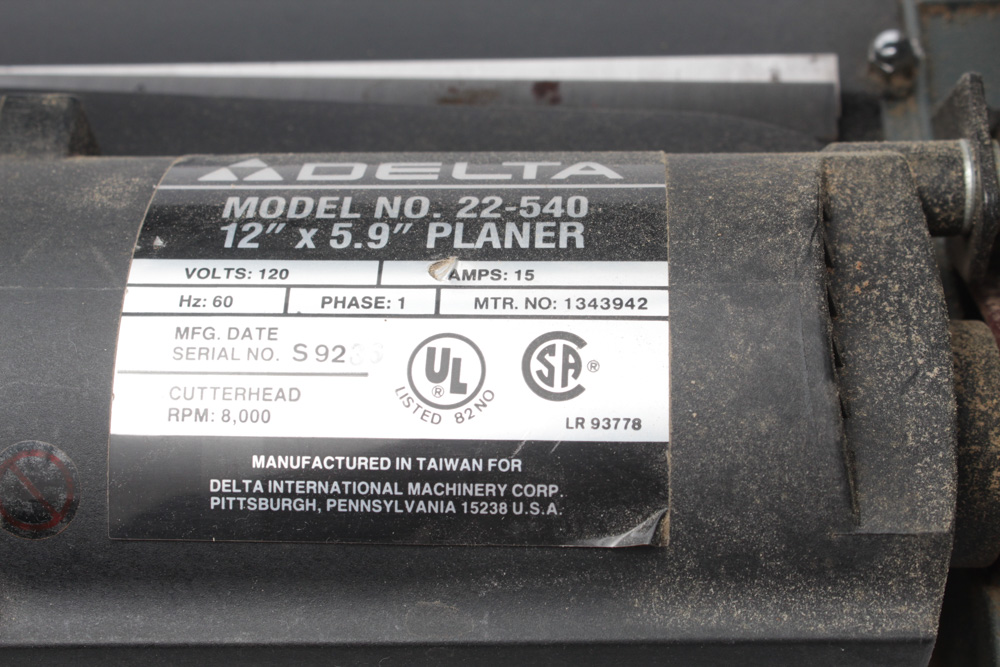 DELTA
MODEL NO. 22-540
12" x 5.9" PLANER
VOLTS: 120 AMPS: 15
Hz: 60 PHASE: 1 MTR. NO: 1343942
MFG. DATE
SERIAL NO. S 92
UL ®
LISTED 82NO
SA ®
CUTTERHEAD
RPM: 8,000
LR 93778
MANUFACTURED IN TAIWAN FOR
DELTA INTERNATIONAL MACHINERY CORP.
PITTSBURGH, PENNSYLVANIA 15238 U.S.A.